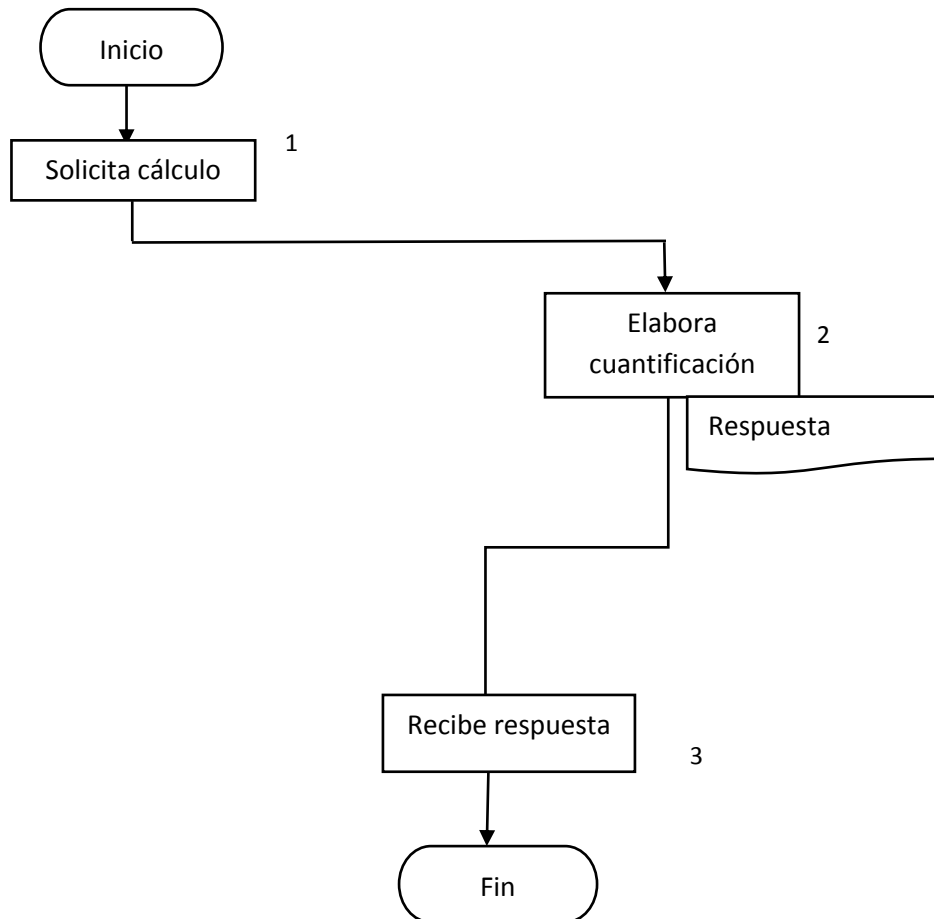 Inicio
1
Solicita cálculo
Elabora
cuantificación
2
Respuesta
Recibe respuesta
3
Fin